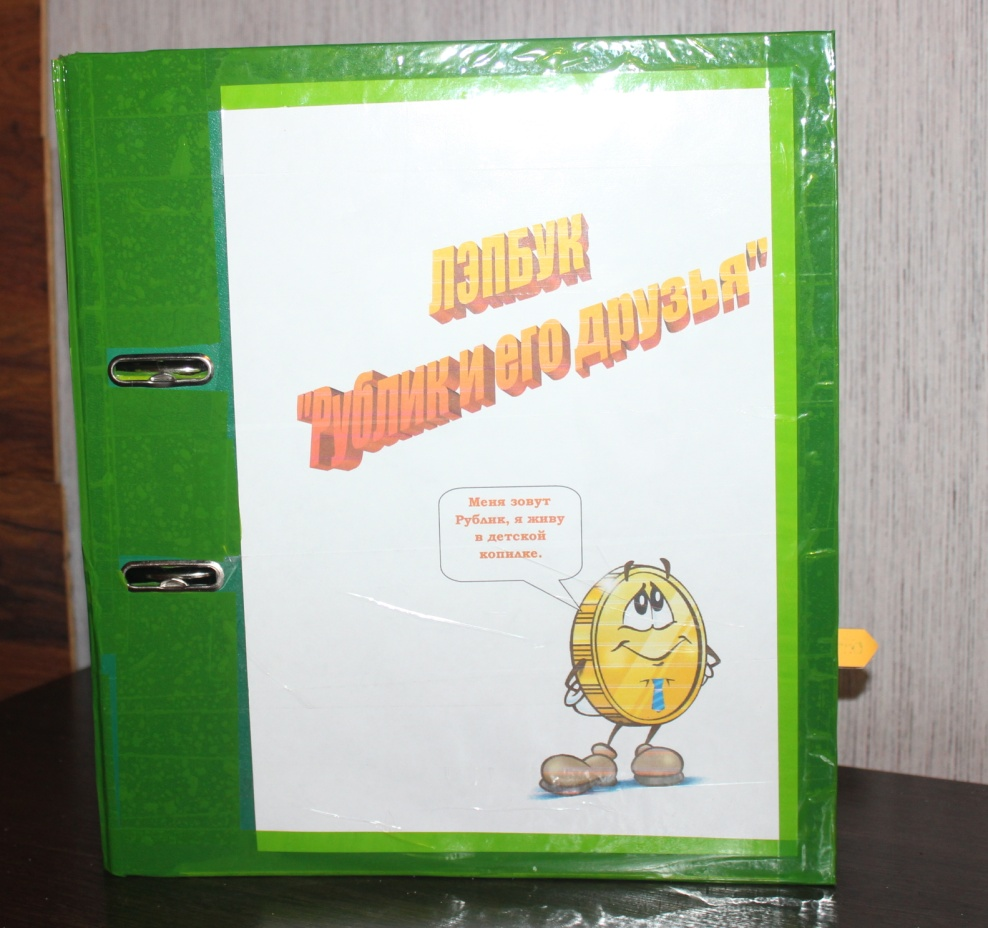 ЛЭПБУК
"Рублик и его друзья"
Меня зовут
Рублик, я живу
в детской
копилке.